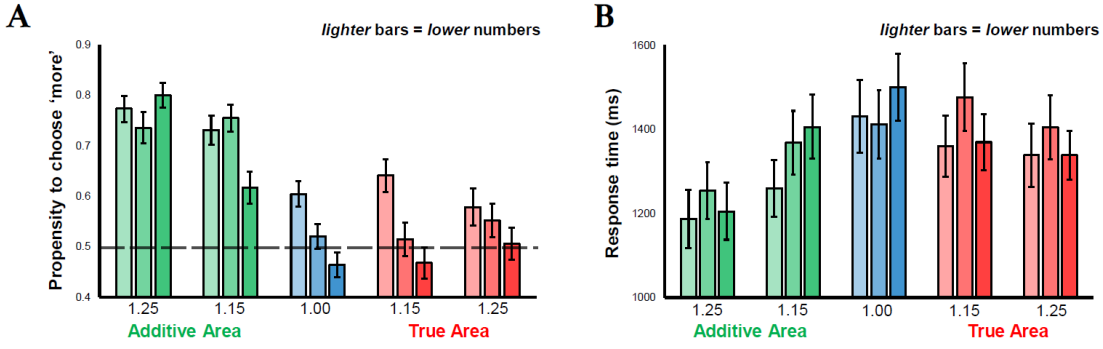 A
lighter bars = lower numbers
Propensity to choose ‘more’
0.9
0.8
0.7
0.6
0.5
0.4
1.25
1.15
1.00
1.15
1.25
Additive Area
True Area
B
lighter bars = lower numbers
Response time (ms)
1600
1400
1200
1000
1.25
1.15
1.00
1.15
1.25
Additive Area
True Area